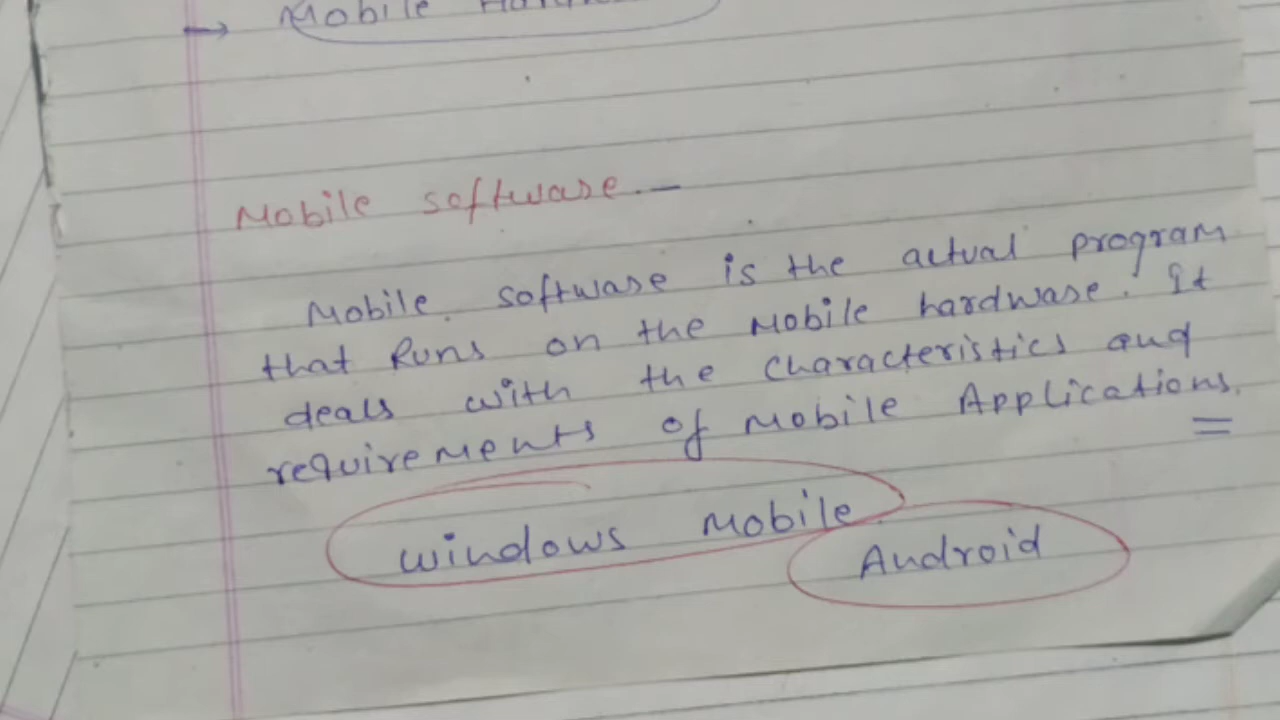 → Mobile
Mobile software.—
Mobile software is the actual program
that Runs on the Mobile hardware. It
deals with the characteristics and
requirements of Mobile Applications.
windows Mobile
Android